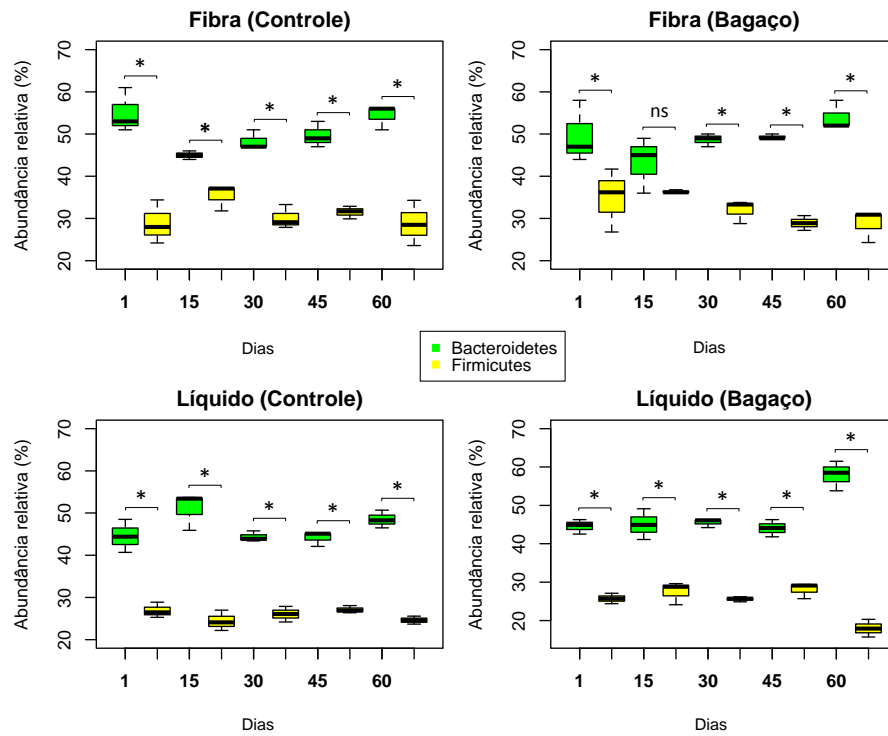 Fibra (Controle)
Abundância relativa (%)
70
60
50
40
30
20
*
*
*
*
*
1 15 30 45 60
Dias
Fibra (Bagaço)
Abundância relativa (%)
70
60
50
40
30
20
*
ns
*
*
*
1 15 30 45 60
Dias
Bacteroidetes
Firmicutes
Líquido (Controle)
Abundância relativa (%)
70
60
50
40
30
20
*
*
*
*
*
1 15 30 45 60
Dias
Líquido (Bagaço)
Abundância relativa (%)
70
60
50
40
30
20
*
*
*
*
*
1 15 30 45 60
Dias